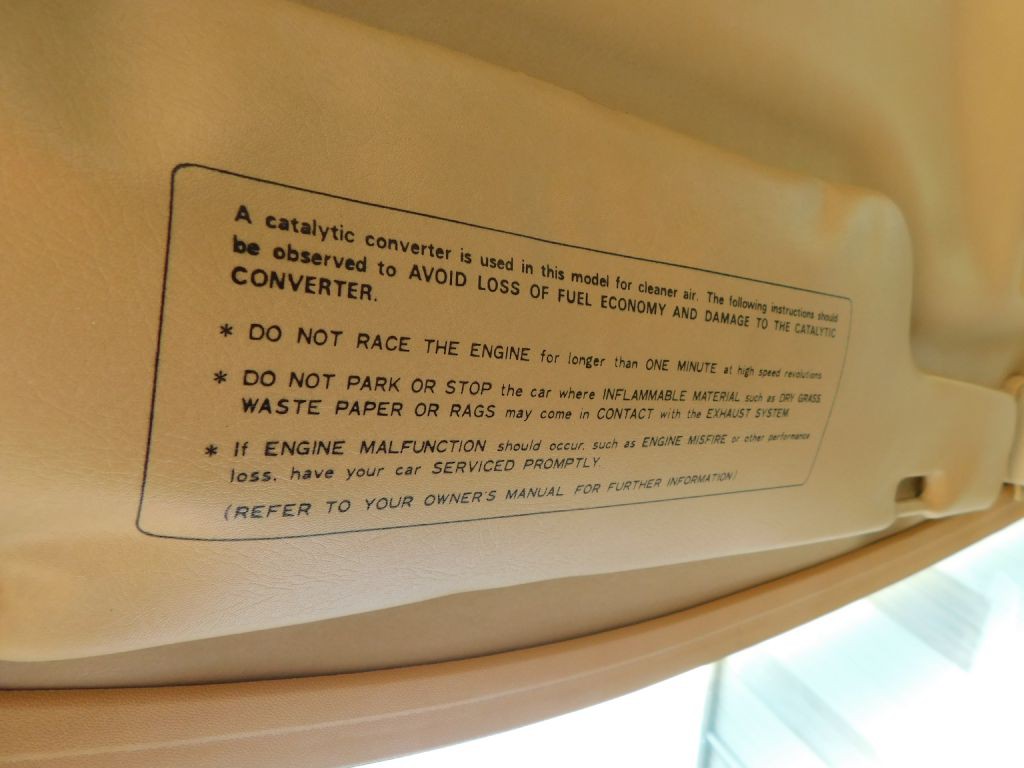 A catalytic converter is used in this model for cleaner air. The following instructions should
be observed to AVOID LOSS OF FUEL ECONOMY AND DAMAGE TO THE CATALYTIC
CONVERTER.
* DO NOT RACE THE ENGINE for longer than ONE MINUTE at high speed revolutions
* DO NOT PARK OR STOP the car where INFLAMMABLE MATERIAL such as DRY GRASS
WASTE PAPER OR RAGS may come in CONTACT with the EXHAUST SYSTEM
* If ENGINE MALFUNCTION should occur, such as ENGINE MISFIRE or other performance
loss, have your car SERVICED PROMPTLY.
(REFER TO YOUR OWNER'S MANUAL FOR FURTHER INFORMATION)